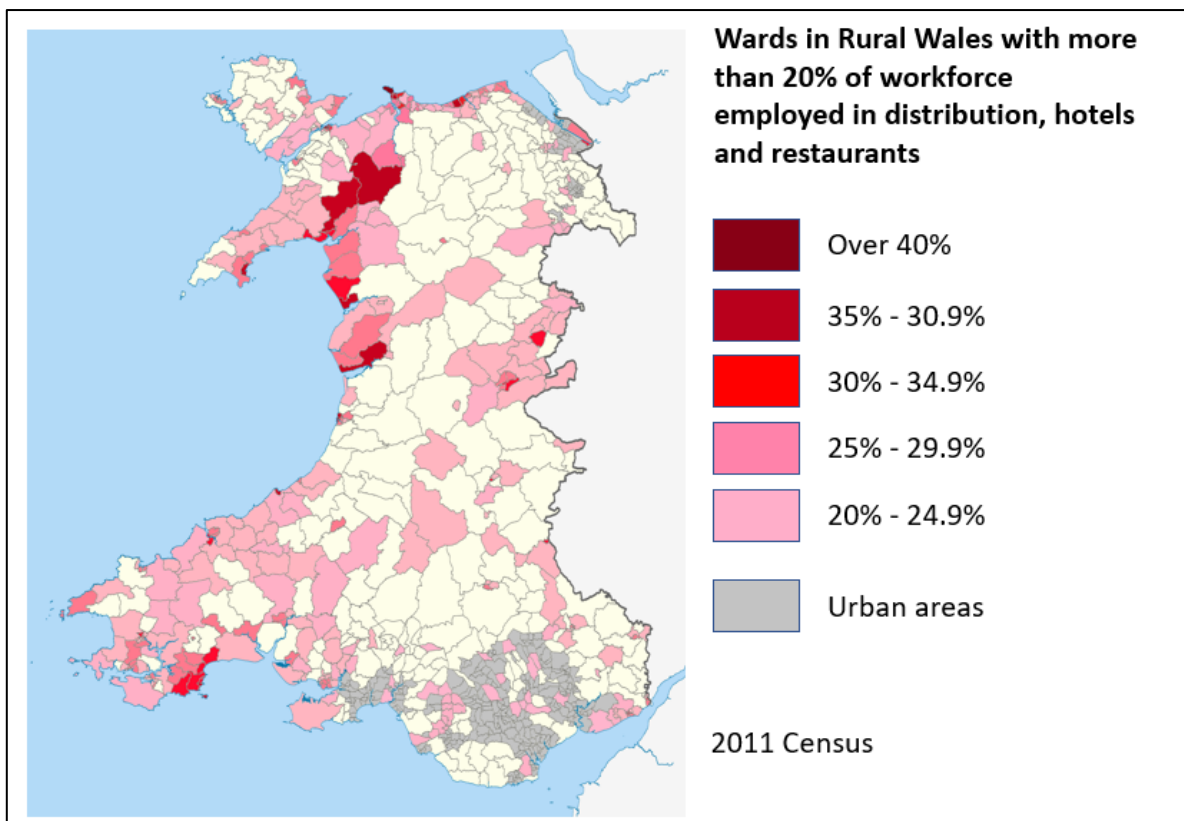 Wards in Rural Wales with more
than 20% of workforce
employed in distribution, hotels
and restaurants
Over 40%
35% - 30.9%
30% - 34.9%
25% - 29.9%
20% - 24.9%
Urban areas
2011 Census